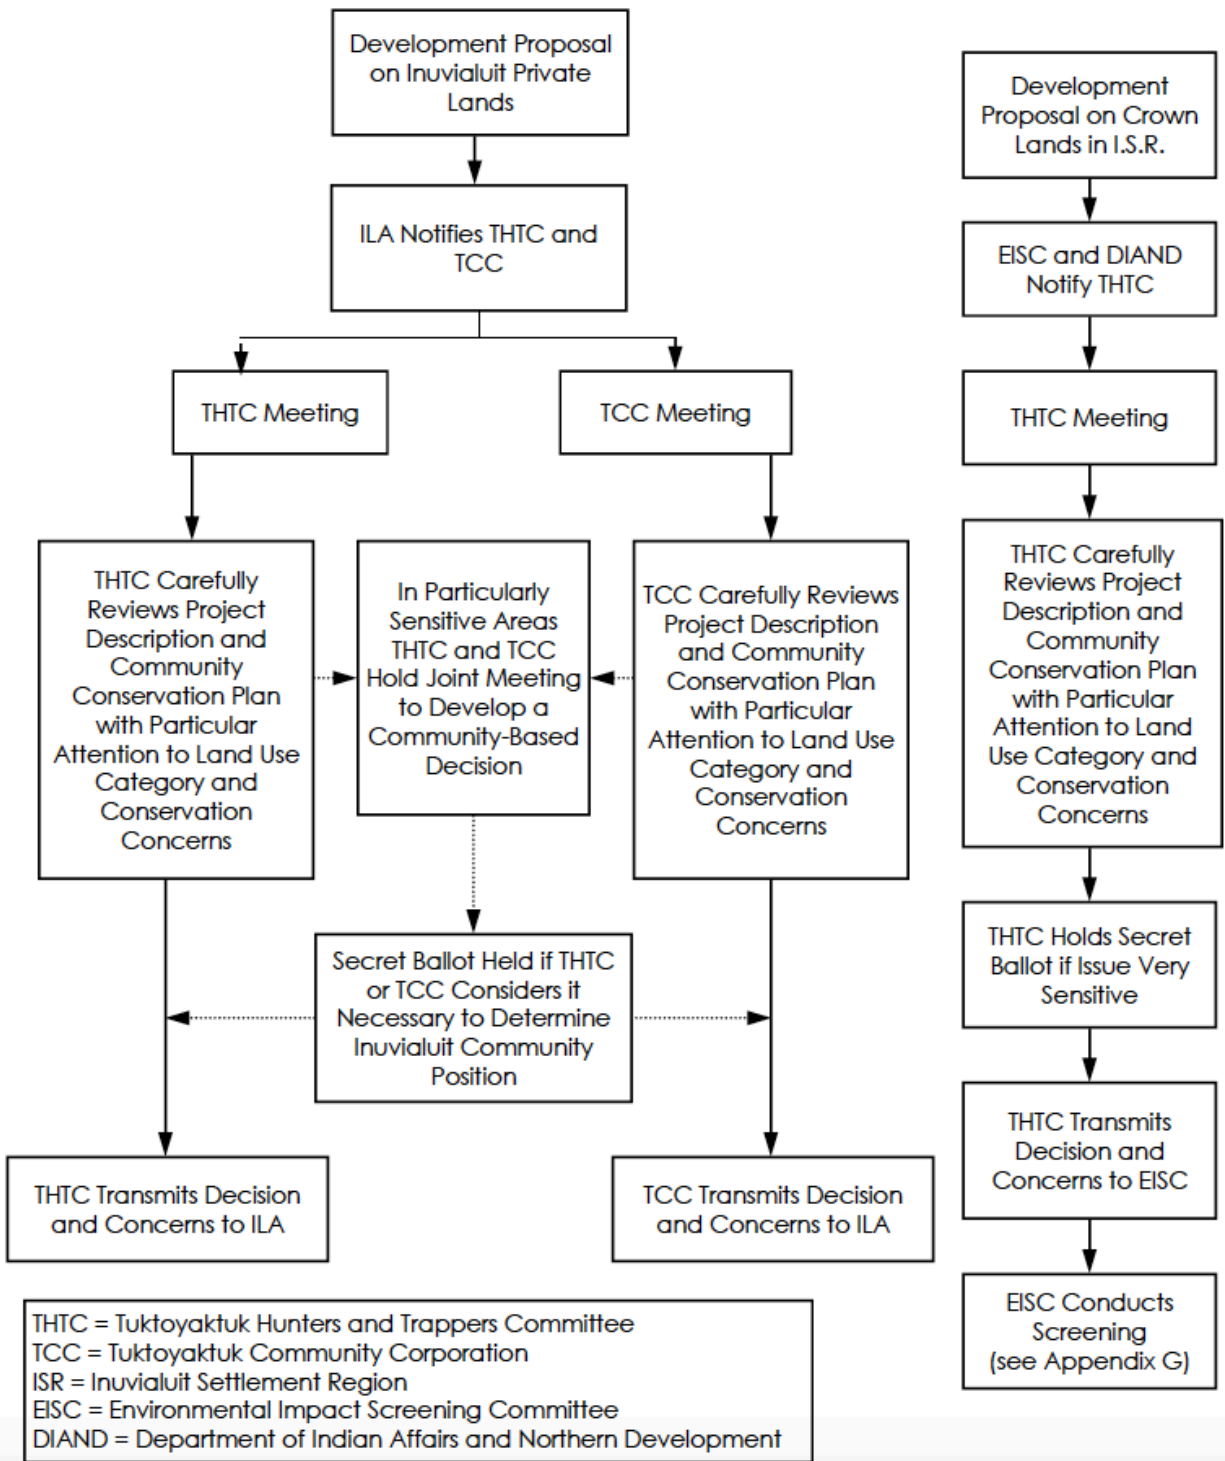 Development Proposal
on Inuvialuit Private
Lands
ILA Notifies THTC and
TCC
THTC Meeting
TCC Meeting
THTC Carefully
Reviews Project
Description and
Community
Conservation Plan
with Particular
Attention to Land Use
Category and
Conservation
Concerns
In Particularly
Sensitive Areas
THTC and TCC
Hold Joint Meeting
to Develop a
Community-Based
Decision
TCC Carefully Reviews
Project Description
and Community
Conservation Plan
with Particular
Attention to Land Use
Category and
Conservation
Concerns
Secret Ballot Held if THTC
or TCC Considers it
Necessary to Determine
Inuvialuit Community
Position
THTC Transmits Decision
and Concerns to ILA
TCC Transmits Decision
and Concerns to ILA
Development
Proposal on Crown
Lands in I.S.R.
EISC and DIAND
Notify THTC
THTC Meeting
THTC Carefully
Reviews Project
Description and
Community
Conservation Plan
with Particular
Attention to Land
Use Category and
Conservation
Concerns
THTC Holds Secret
Ballot if Issue Very
Sensitive
THTC Transmits
Decision and
Concerns to EISC
EISC Conducts
Screening
(see Appendix G)
THTC = Tuktoyaktuk Hunters and Trappers Committee
TCC = Tuktoyaktuk Community Corporation
ISR = Inuvialuit Settlement Region
EISC = Environmental Impact Screening Committee
DIAND = Department of Indian Affairs and Northern Development